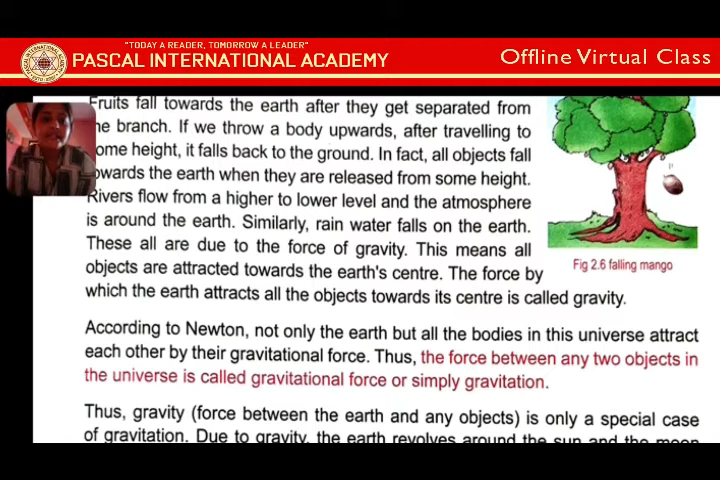 "TODAY A READER, TOMORROW A LEADER"
PASCAL INTERNATIONAL ACADEMY
Offline Virtual Class
Fruits fall towards the earth after they get separated from
he branch. If we throw a body upwards, after travelling to
ome height, it falls back to the ground. In fact, all objects fall
owards the earth when they are released from some height.
Rivers flow from a higher to lower level and the atmosphere
is around the earth. Similarly, rain water falls on the earth.
These all are due to the force of gravity. This means all
objects are attracted towards the earth's centre. The force by
which the earth attracts all the objects towards its centre is called gravity.
Fig 2.6 falling mango
According to Newton, not only the earth but all the bodies in this universe attract
each other by their gravitational force. Thus, the force between any two objects in
the universe is called gravitational force or simply gravitation.
Thus, gravity (force between the earth and any objects) is only a special case
of gravitation. Due to gravity, the earth revolves around the sun and the moon